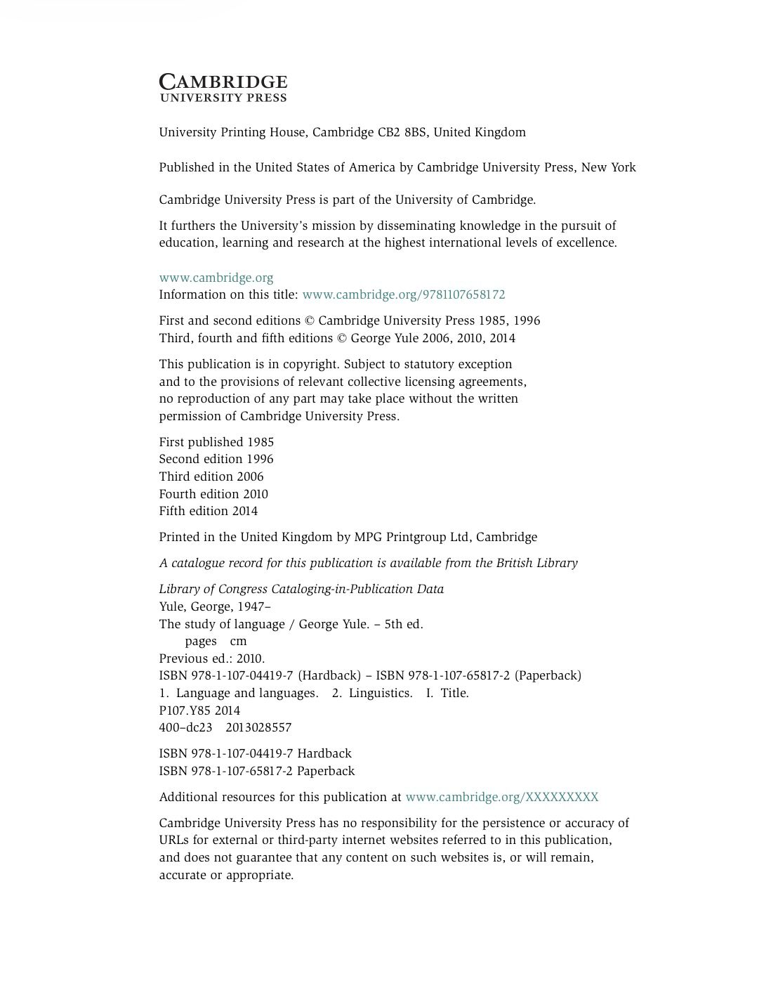 CAMBRIDGE
UNIVERSITY PRESS
University Printing House, Cambridge CB2 8BS, United Kingdom
Published in the United States of America by Cambridge University Press, New York
Cambridge University Press is part of the University of Cambridge.
It furthers the University’s mission by disseminating knowledge in the pursuit of
education, learning and research at the highest international levels of excellence.
www.cambridge.org
Information on this title: www.cambridge.org/9781107658172
First and second editions © Cambridge University Press 1985, 1996
Third, fourth and fifth editions © George Yule 2006, 2010, 2014
This publication is in copyright. Subject to statutory exception
and to the provisions of relevant collective licensing agreements,
no reproduction of any part may take place without the written
permission of Cambridge University Press.
First published 1985
Second edition 1996
Third edition 2006
Fourth edition 2010
Fifth edition 2014
Printed in the United Kingdom by MPG Printgroup Ltd, Cambridge
A catalogue record for this publication is available from the British Library
Library of Congress Cataloging-in-Publication Data
Yule, George, 1947–
The study of language / George Yule. – 5th ed.
pages cm
Previous ed.: 2010.
ISBN 978-1-107-04419-7 (Hardback) – ISBN 978-1-107-65817-2 (Paperback)
1. Language and languages. 2. Linguistics. I. Title.
P107.Y85 2014
400–dc23 2013028557
ISBN 978-1-107-04419-7 Hardback
ISBN 978-1-107-65817-2 Paperback
Additional resources for this publication at www.cambridge.org/XXXXXXXXX
Cambridge University Press has no responsibility for the persistence or accuracy of
URLs for external or third-party internet websites referred to in this publication,
and does not guarantee that any content on such websites is, or will remain,
accurate or appropriate.